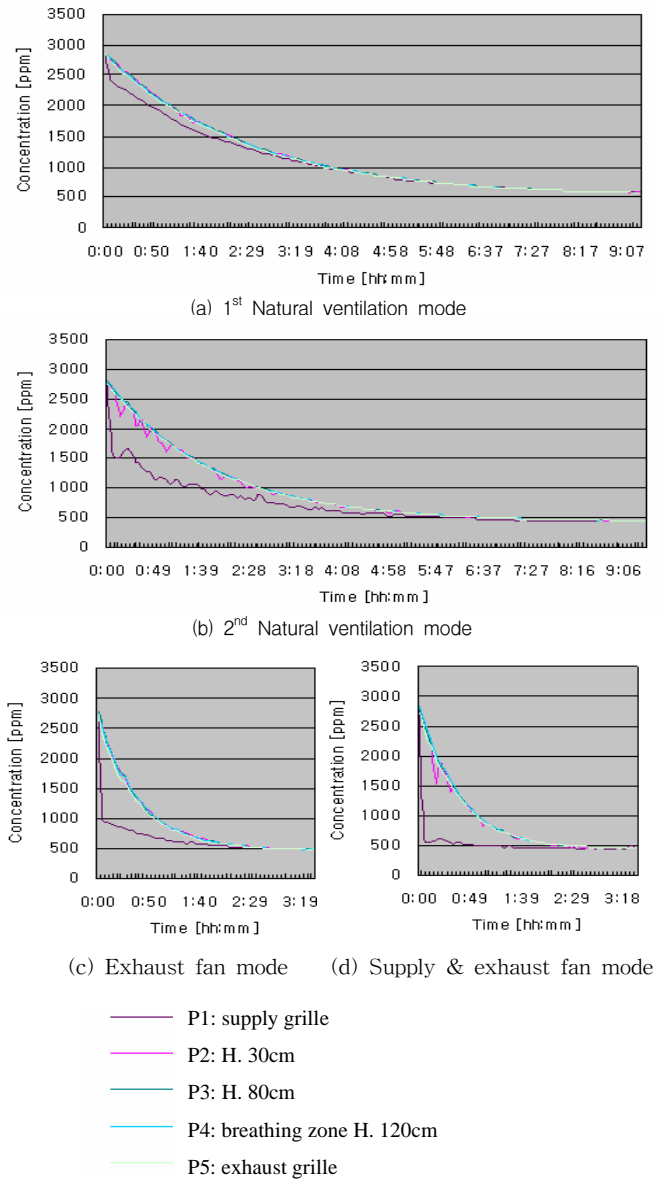 3500
3000
2500
2000
1500
1000
500
0
Concentration [ppm]
0:00 0:50 1:40 2:29 3:19 4:08 4:58 5:48 6:37 7:27 8:17 9:07
Time [hh:mm]
(a) 1st Natural ventilation mode
3500
3000
2500
2000
1500
1000
500
0
Concentration [ppm]
0:00 0:49 1:39 2:28 3:18 4:08 4:58 5:47 6:37 7:27 8:16 9:06
Time [hh:mm]
(b) 2nd Natural ventilation mode
3500
3000
2500
2000
1500
1000
500
0
Concentration [ppm]
0:00 0:50 1:40 2:29 3:19
Time [hh:mm]
(c) Exhaust fan mode
3500
3000
2500
2000
1500
1000
500
0
Concentration [ppm]
0:00 0:49 1:39 2:29 3:18
Time [hh:mm]
(d) Supply & exhaust fan mode
P1: supply grille
P2: H. 30cm
P3: H. 80cm
P4: breathing zone H. 120cm
P5: exhaust grille